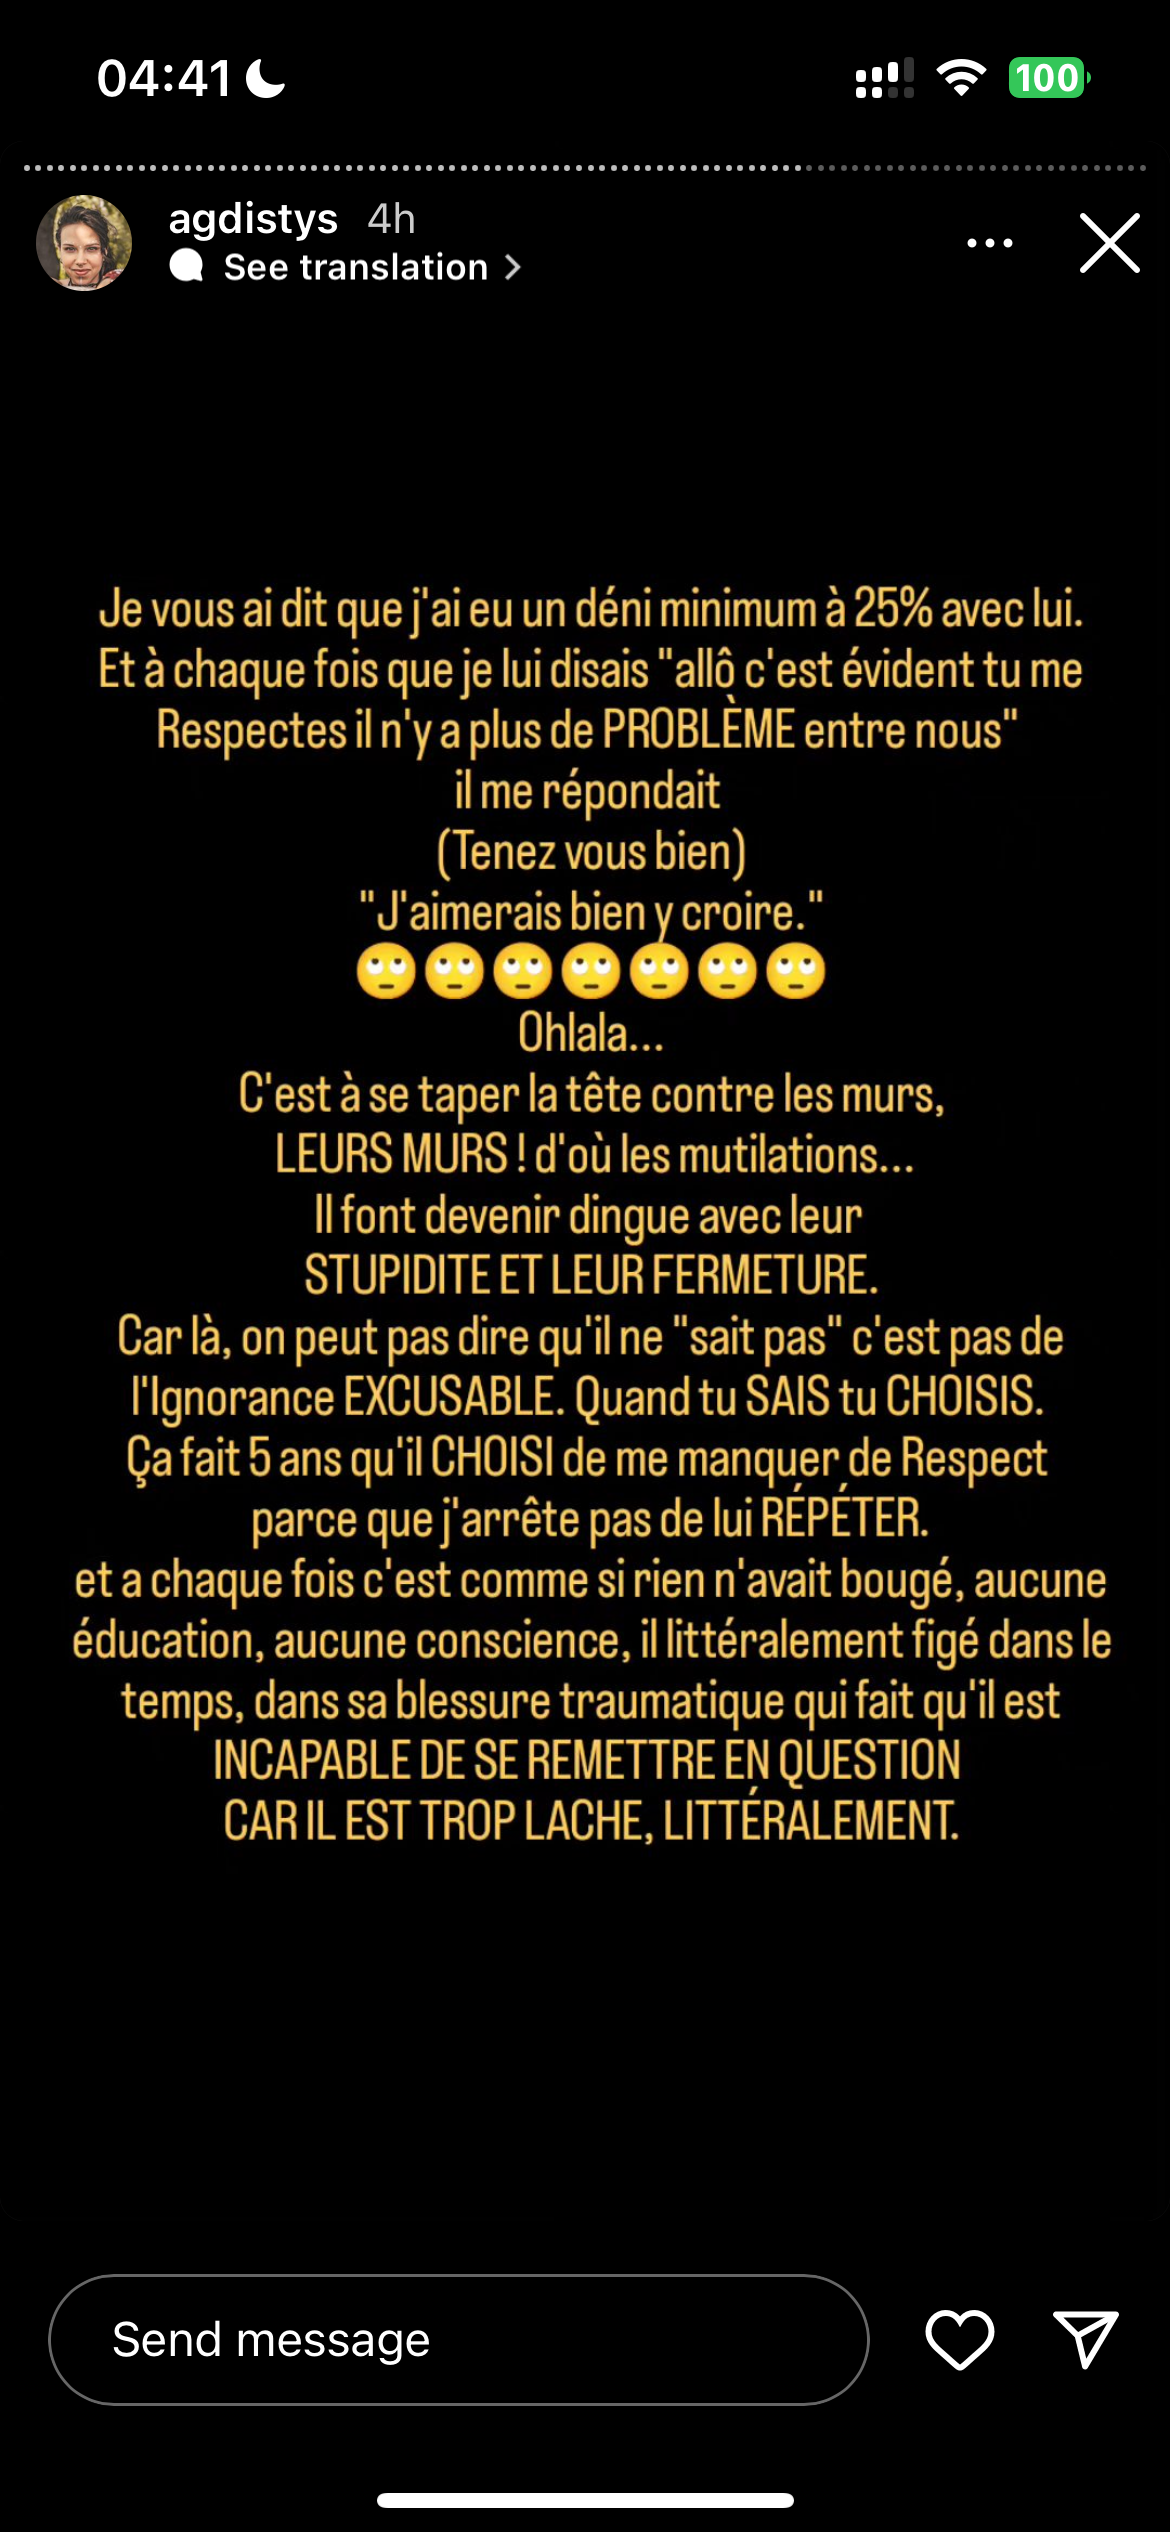 04:41
100
agdistys 4h
See translation >
Je vous ai dit que j'ai eu un déni minimum à 25% avec lui.
Et à chaque fois que je lui disais "allô c'est évident tu me
Respectes il n'y a plus de PROBLÈME entre nous"
il me répondait
(Tenez vous bien)
"J'aimerais bien y croire."
🙄🙄🙄🙄🙄🙄🙄
Ohlala...
C'est à se taper la tête contre les murs,
LEURS MURS ! d'où les mutilations...
Il font devenir dingue avec leur
STUPIDITE ET LEUR FERMETURE.
Car là, on peut pas dire qu'il ne "sait pas" c'est pas de
l'Ignorance EXCUSABLE. Quand tu SAIS tu CHOISIS.
Ça fait 5 ans qu'il CHOISI de me manquer de Respect
parce que j'arrête pas de lui RÉPÉTER.
et a chaque fois c'est comme si rien n'avait bougé, aucune
éducation, aucune conscience, il littéralement figé dans le
temps, dans sa blessure traumatique qui fait qu'il est
INCAPABLE DE SE REMETTRE EN QUESTION
CAR IL EST TROP LACHE, LITTÉRALEMENT.
Send message